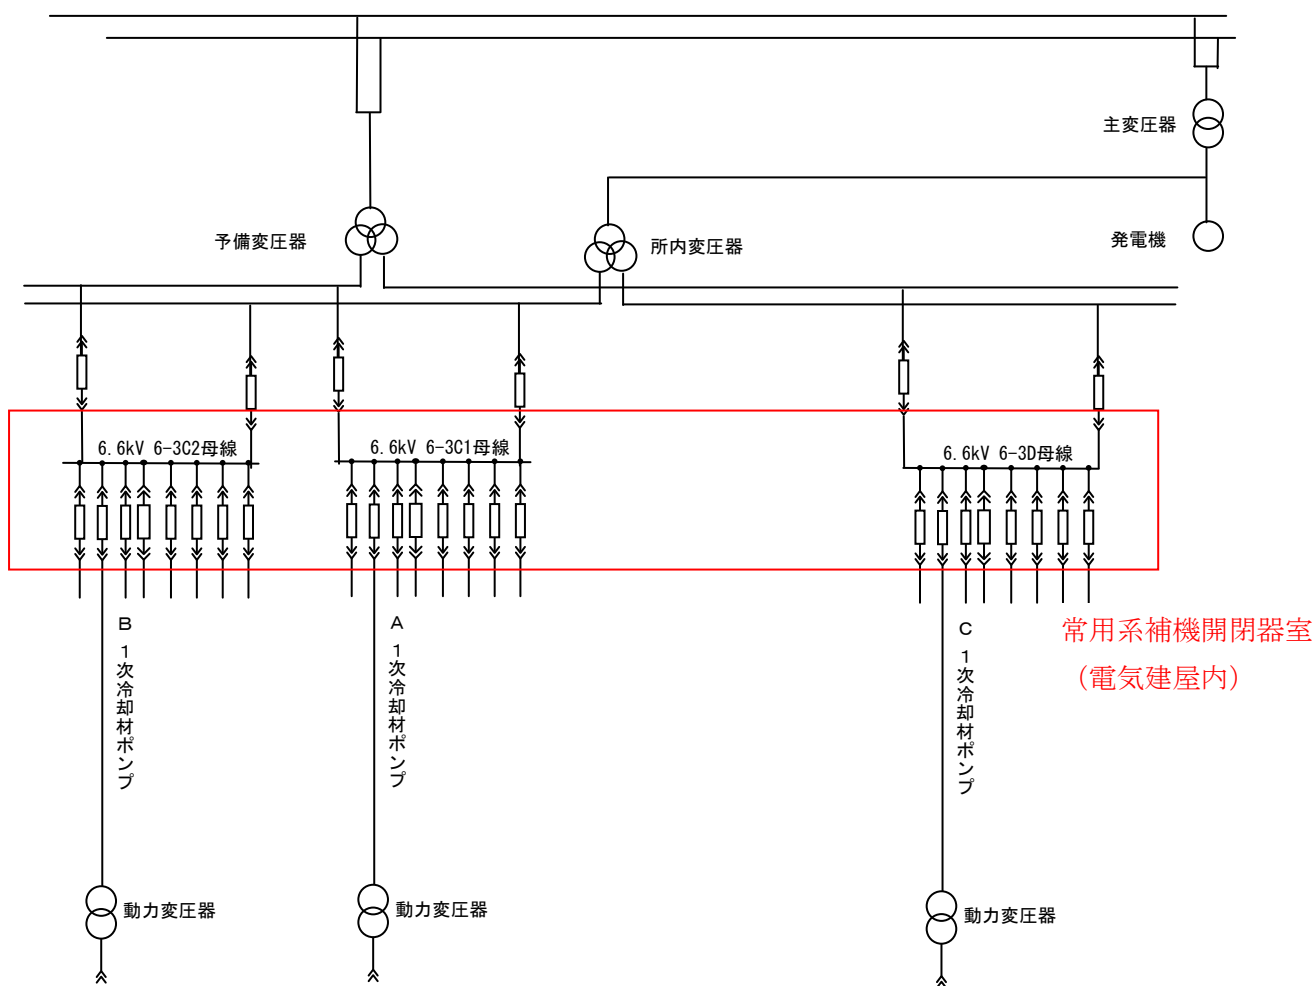 主変圧器
予備変圧器
所内変圧器
発電機
6.6kV 6-3C2母線
6.6kV 6-3C1母線
6.6kV 6-3D母線
B 1次冷却材ポンプ
A 1次冷却材ポンプ
C 1次冷却材ポンプ
常用系補機開閉器室
（電気建屋内）
動力変圧器
動力変圧器
動力変圧器